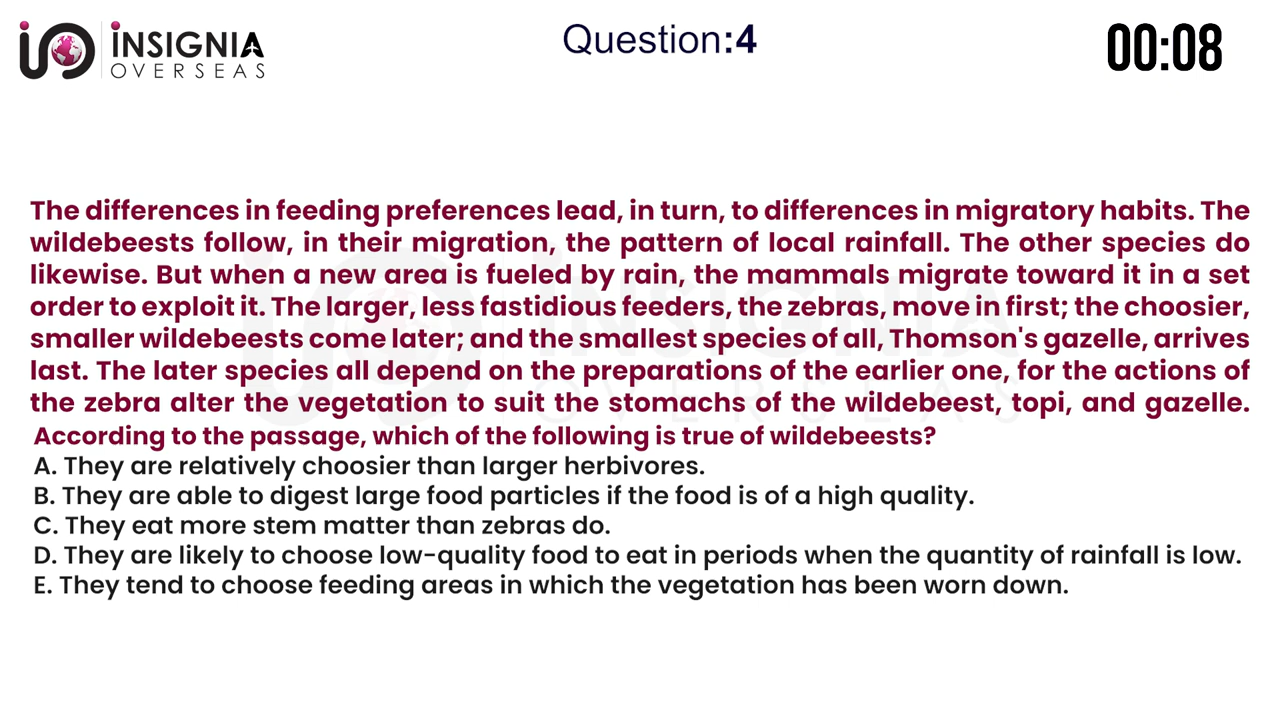 iNSIGNIA
OVERSEAS
Question:4
00:08
The differences in feeding preferences lead, in turn, to differences in migratory habits. The
wildebeests follow, in their migration, the pattern of local rainfall. The other species do
likewise. But when a new area is fueled by rain, the mammals migrate toward it in a set
order to exploit it. The larger, less fastidious feeders, the zebras, move in first; the choosier,
smaller wildebeests come later; and the smallest species of all, Thomson's gazelle, arrives
last. The later species all depend on the preparations of the earlier one, for the actions of
the zebra alter the vegetation to suit the stomachs of the wildebeest, topi, and gazelle.
According to the passage, which of the following is true of wildebeests?
A. They are relatively choosier than larger herbivores.
B. They are able to digest large food particles if the food is of a high quality.
C. They eat more stem matter than zebras do.
D. They are likely to choose low-quality food to eat in periods when the quantity of rainfall is low.
E. They tend to choose feeding areas in which the vegetation has been worn down.